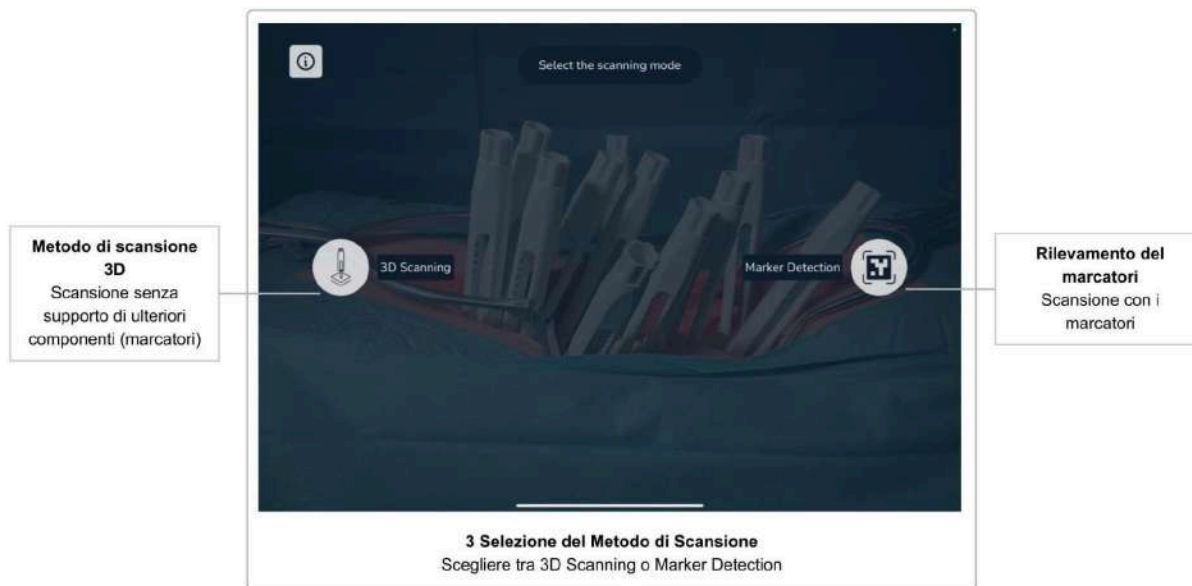 Select the scanning mode
Metodo di scansione
3D
Scansione senza
supporto di ulteriori
componenti (marcatori)
3D Scanning
Marker Detection
Rilevamento del
marcatori
Scansione con i
marcatori
3 Selezione del Metodo di Scansione
Scegliere tra 3D Scanning o Marker Detection